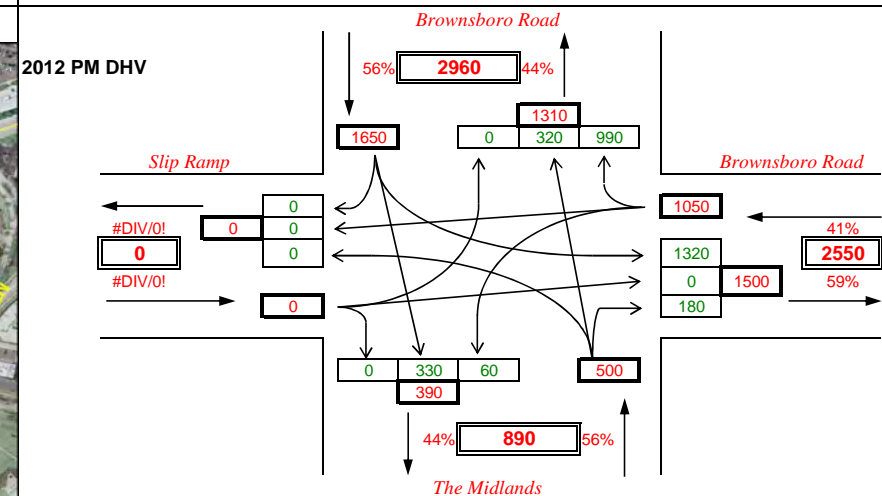 Brownsboro Road
2012 PM DHV
56% 2960 44%
1310
1650 0 320 990
Slip Ramp Brownsboro Road
0 1050
#DIV/0! 0 0 41%
0 0 1320 2550
#DIV/0! 0 1500 59%
0 180
0 330 60 500
390
44% 890 56%
The Midlands